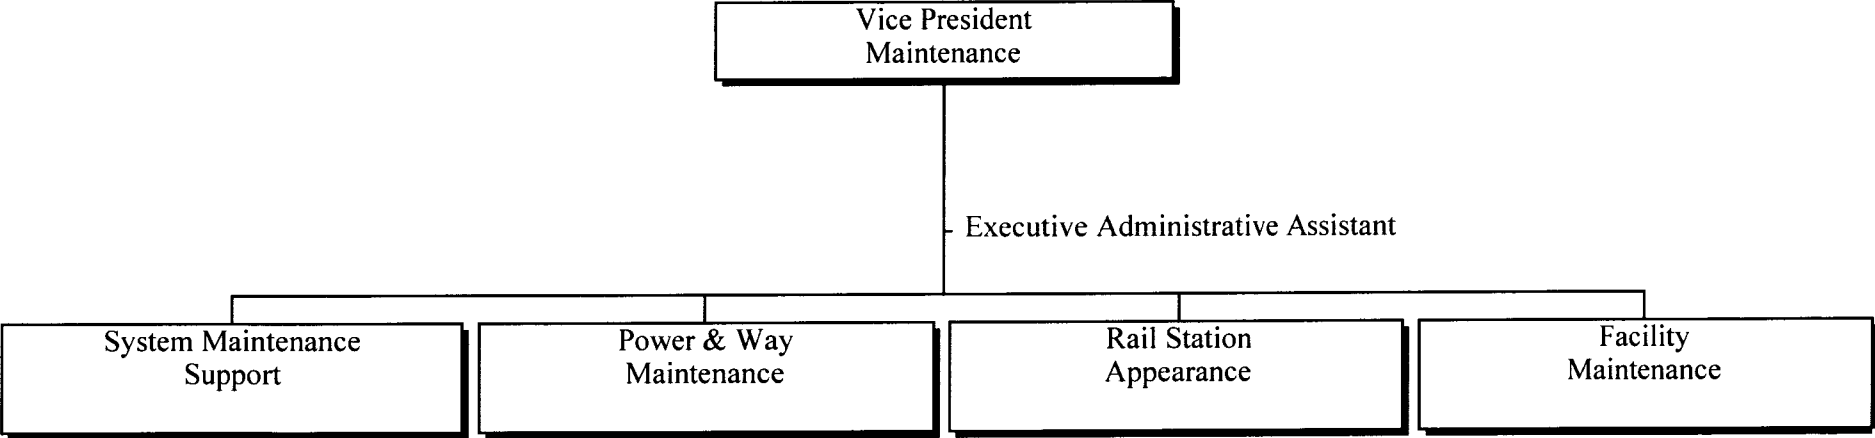 Vice President
Maintenance
Executive Administrative Assistant
System Maintenance
Support
Power & Way
Maintenance
Rail Station
Appearance
Facility
Maintenance